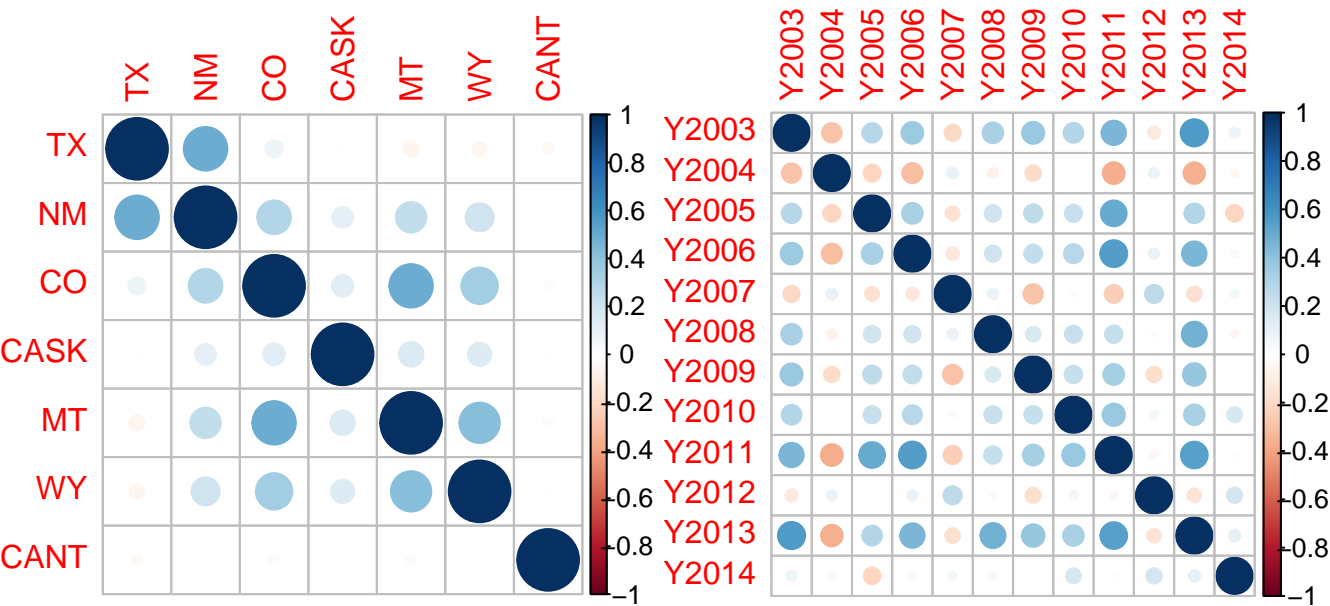 TX NM CO CASK MT WY CANT
TX
NM
CO
CASK
MT
WY
CANT
1
0.8
0.6
0.4
0.2
0
-0.2
-0.4
-0.6
-0.8
−1
Y2003 Y2004 Y2005 Y2006 Y2007 Y2008 Y2009 Y2010 Y2011 Y2012 Y2013 Y2014
Y2003
Y2004
Y2005
Y2006
Y2007
Y2008
Y2009
Y2010
Y2011
Y2012
Y2013
Y2014
1
0.8
0.6
0.4
0.2
0
-0.2
-0.4
-0.6
-0.8
−1